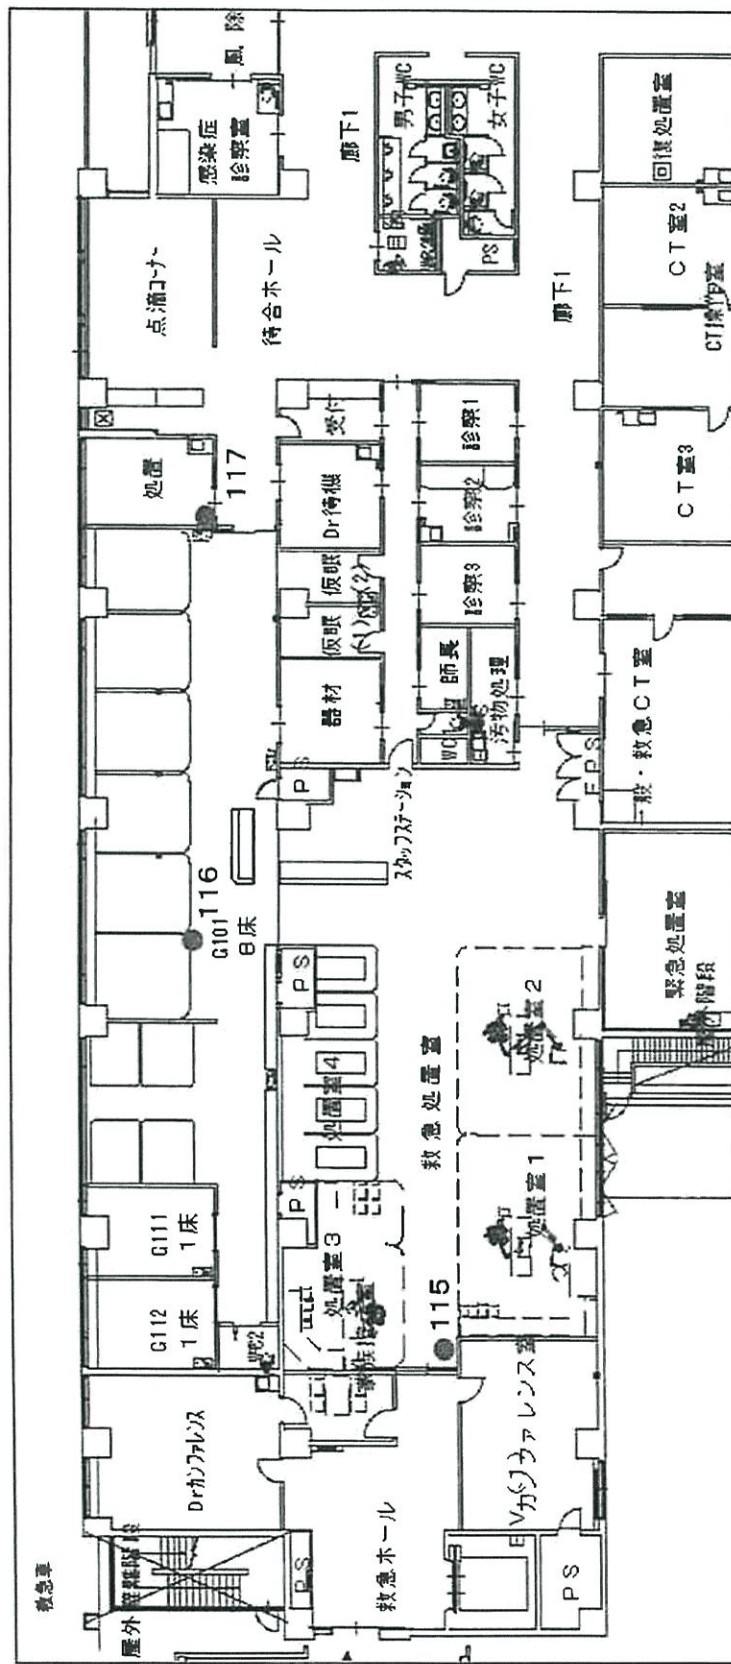 風除
感染症
診察室
点滴コーナー
待合ホール
廊下1
男子WC
女子WC
PS
廊下1
回復処置室
CT室2
CT操作室
CT室3
処置
117
受付
Dr待機
仮眠
(2)
仮眠
(1)
器材
PS
診察1
診察2
診察3
師長
汚物処理
WC1
スタッフステーション
EPS
一般・救急CT室
116
G101
8床
PS
処置室4
救急処置室
処置室2
緊急処置室
階段
G111
1床
G112
1床
WC2
PS
処置室3
処置室1
115
Drカンファレンス
カンファレンス室
救急車
屋外
PS
救急ホール
EV
PS